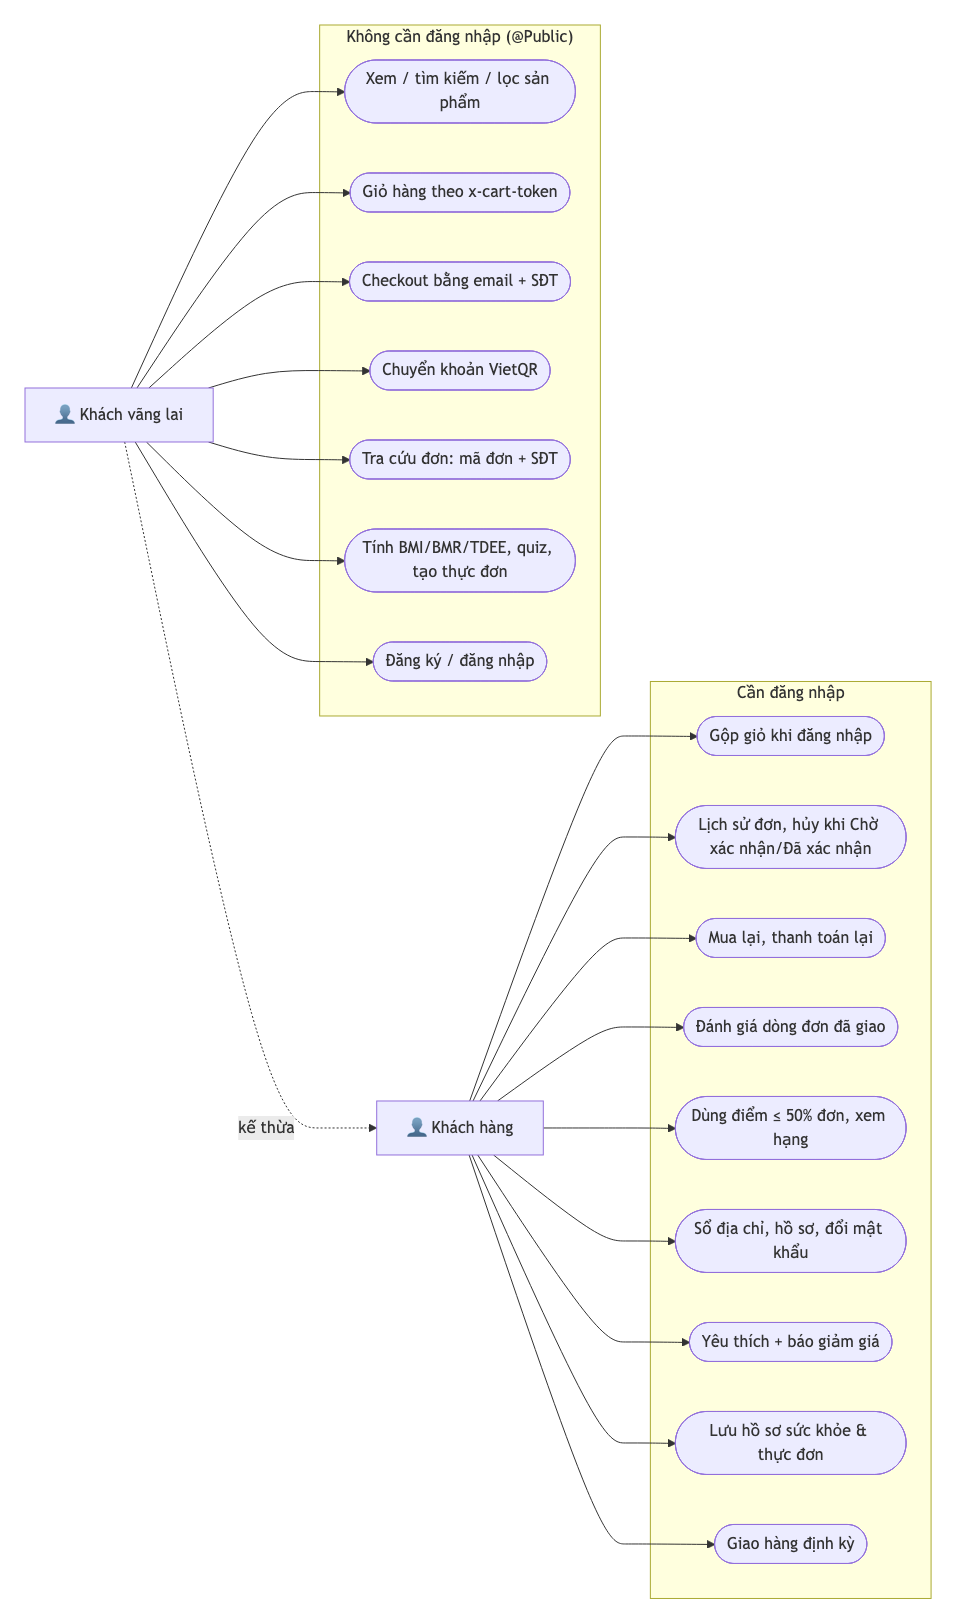 Không cần đăng nhập (@Public)
Xem / tìm kiếm / lọc sản
phẩm
Giỏ hàng theo x-cart-token
Checkout bằng email + SĐT
Chuyển khoản VietQR
Khách vãng lai
Tra cứu đơn: mã đơn + SĐT
Tính BMI/BMR/TDEE, quiz,
tạo thực đơn
Đăng ký / đăng nhập
Cần đăng nhập
Gộp giỏ khi đăng nhập
Lịch sử đơn, hủy khi Chờ
xác nhận/Đã xác nhận
Mua lại, thanh toán lại
Đánh giá dòng đơn đã giao
kế thừa
Khách hàng
Dùng điểm ≤ 50% đơn, xem
hạng
Sổ địa chỉ, hồ sơ, đổi mật
khẩu
Yêu thích + báo giảm giá
Lưu hồ sơ sức khỏe &
thực đơn
Giao hàng định kỳ